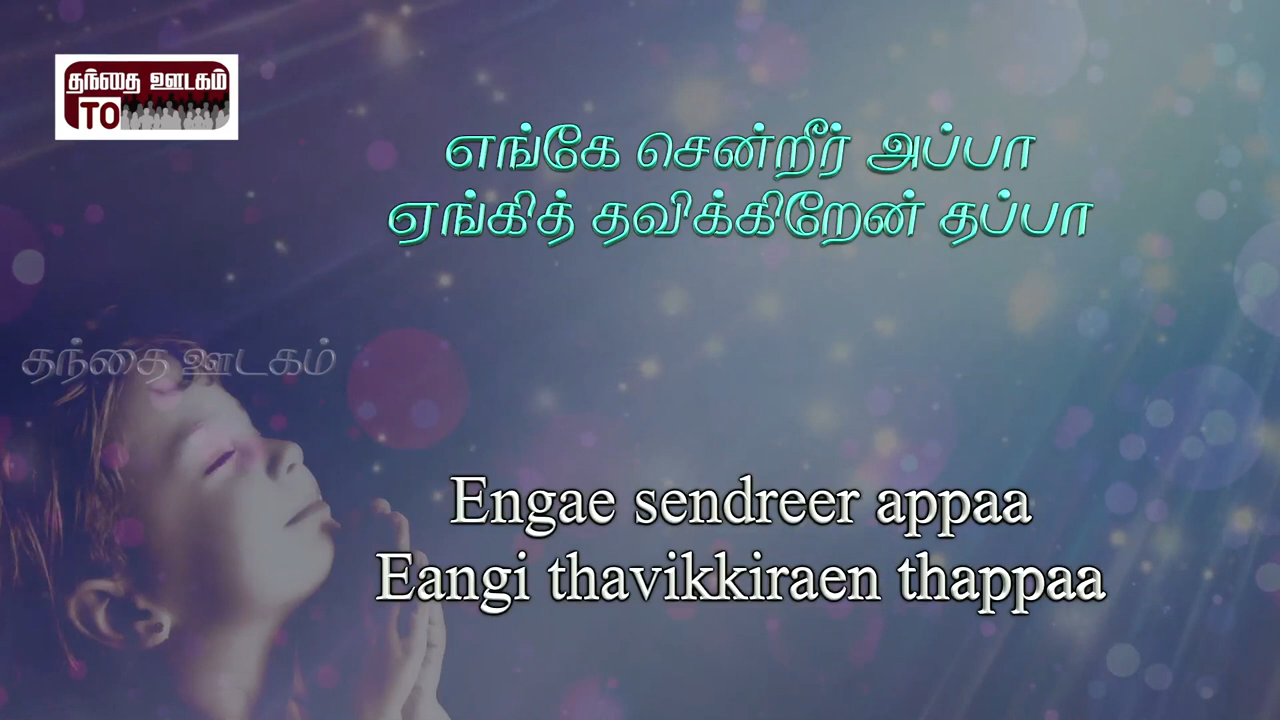 தந்தை ஊடகம்
TO
எங்கே சென்றீர் அப்பா
ஏங்கித் தவிக்கிறேன் தப்பா
தந்தை ஊடகம்
Engae sendreer appaa
Eangi thavikkiraen thappaa